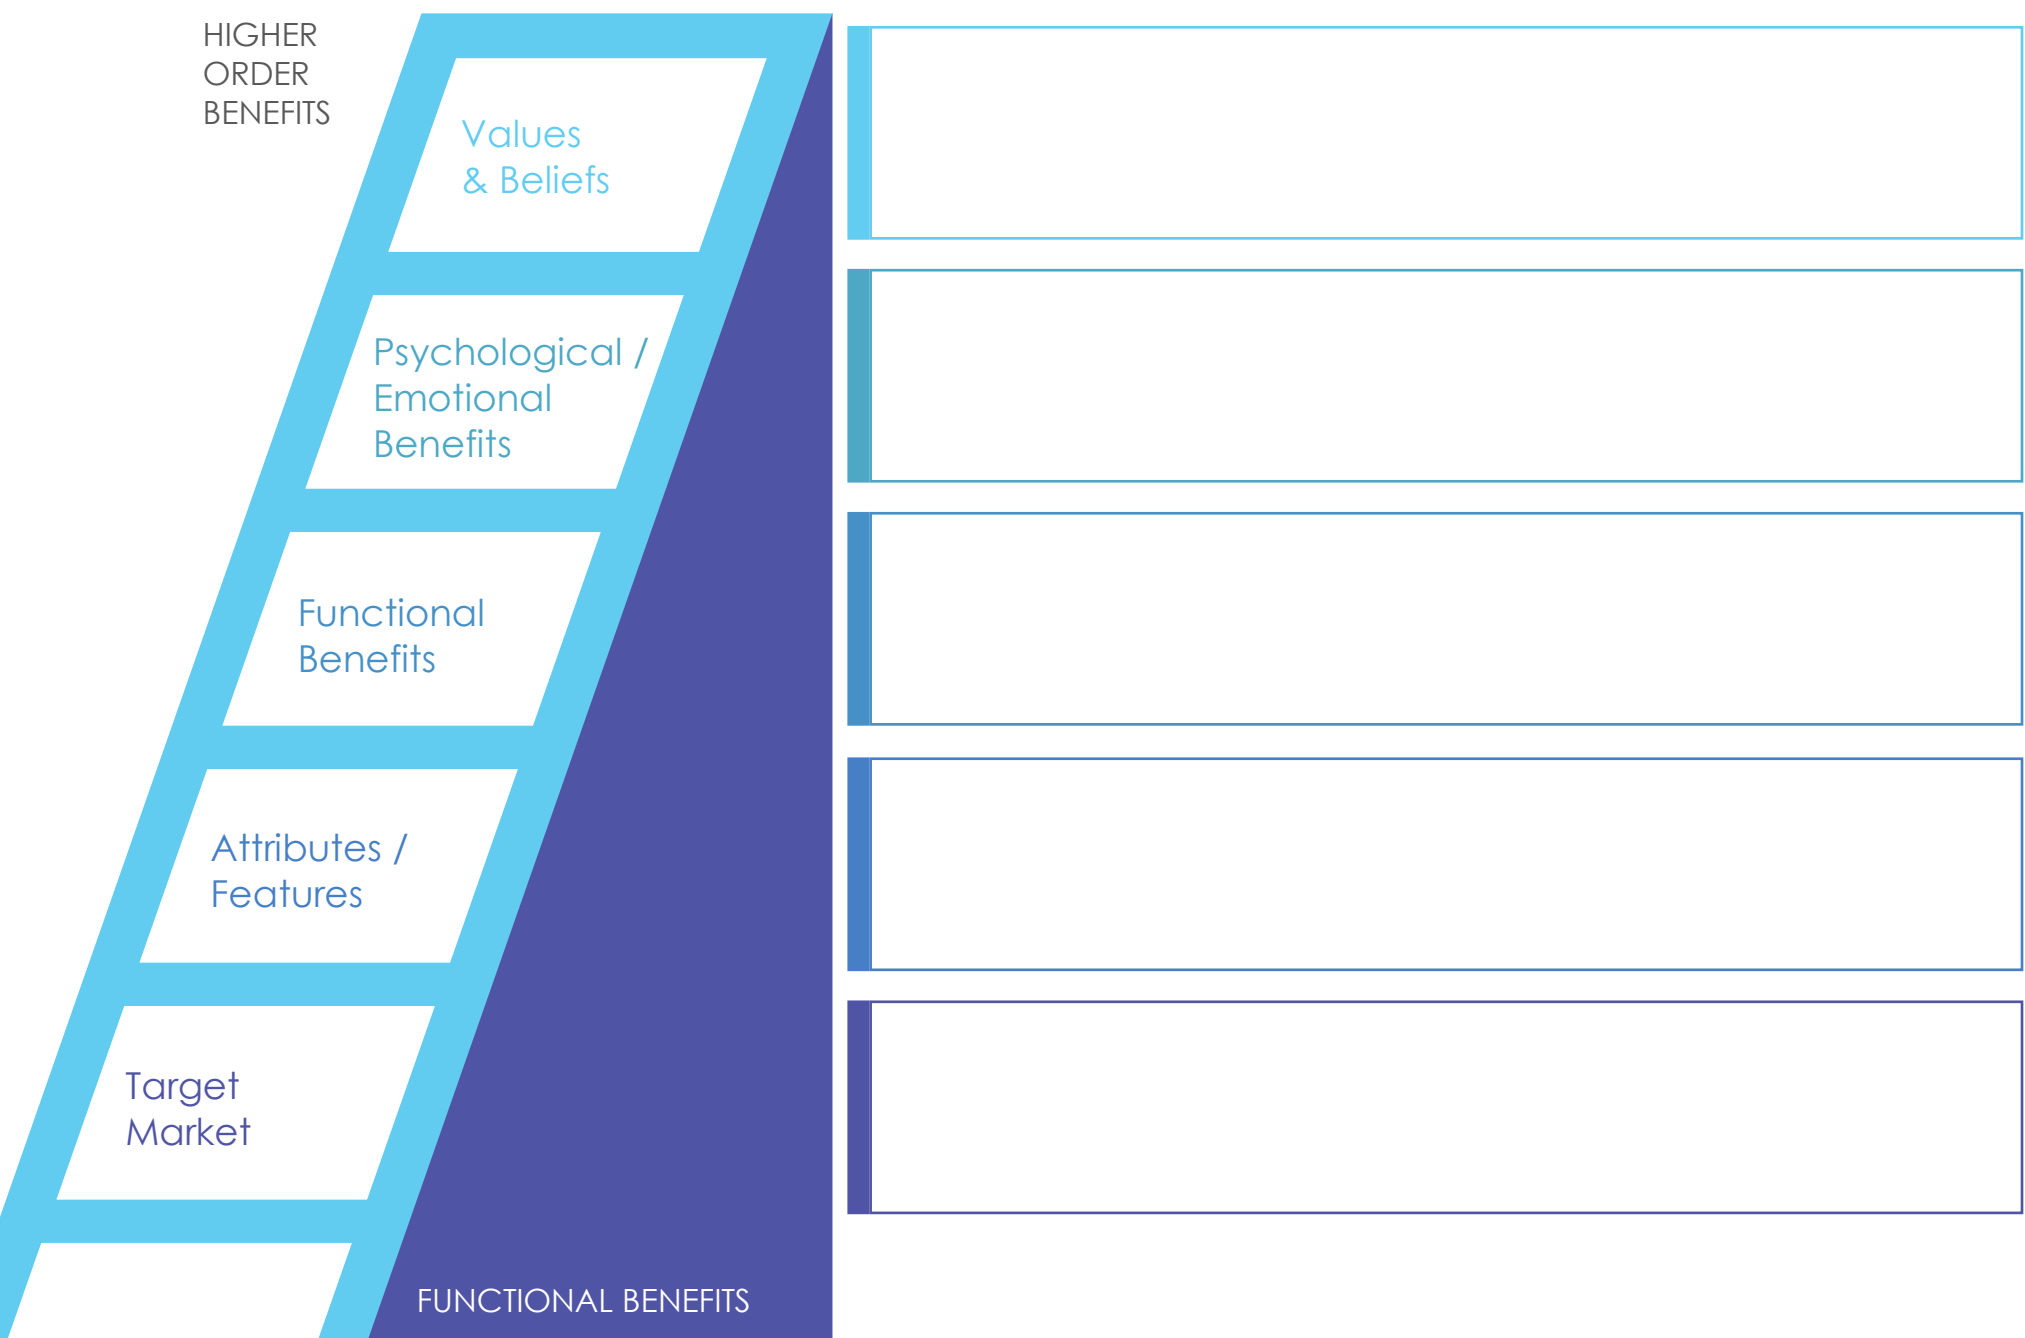 HIGHER
ORDER
BENEFITS
Values
& Beliefs
Psychological /
Emotional
Benefits
Functional
Benefits
Attributes /
Features
Target
Market
FUNCTIONAL BENEFITS